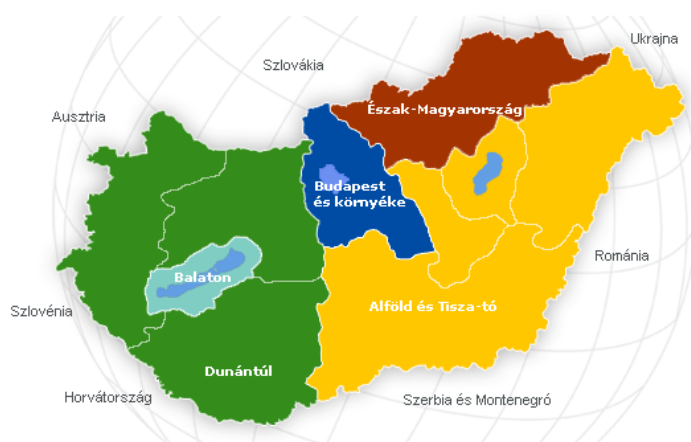 Ukrajna
Szlovákia
Észak-Magyarország
Ausztria
Budapest
és környéke
Románia
Balaton
Szlovénia
Alföld és Tisza-tó
Dunántúl
Horvátország
Szerbia és Montenegró